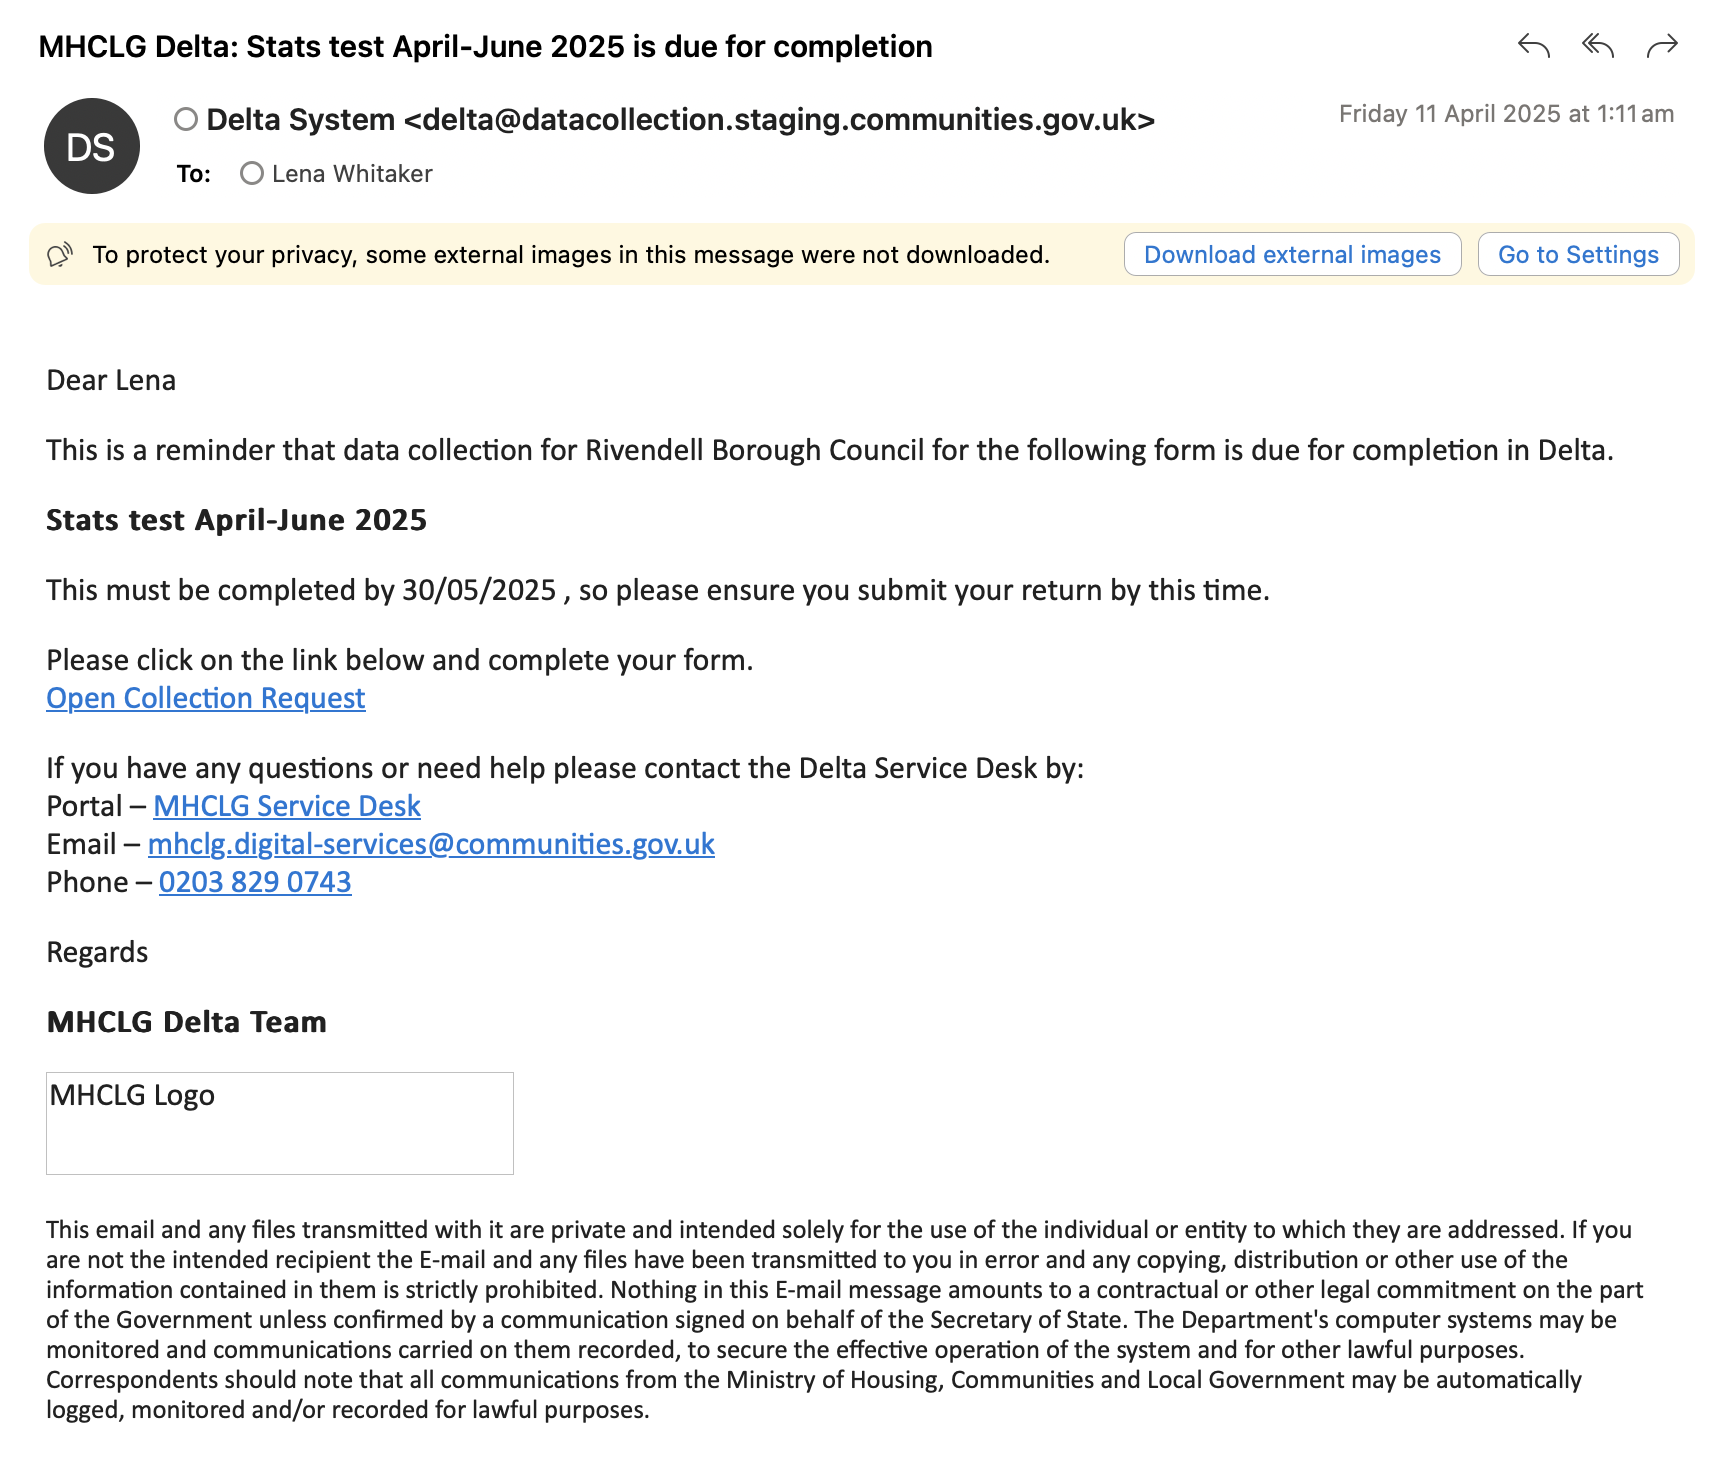 MHCLG Delta: Stats test April-June 2025 is due for completion
DS
Delta System <delta@datacollection.staging.communities.gov.uk>
Friday 11 April 2025 at 1:11 am
To: Lena Whitaker
To protect your privacy, some external images in this message were not downloaded.
Download external images
Go to Settings
Dear Lena
This is a reminder that data collection for Rivendell Borough Council for the following form is due for completion in Delta.
Stats test April-June 2025
This must be completed by 30/05/2025 , so please ensure you submit your return by this time.
Please click on the link below and complete your form.
Open Collection Request
If you have any questions or need help please contact the Delta Service Desk by:
Portal – MHCLG Service Desk
Email – mhclg.digital-services@communities.gov.uk
Phone – 0203 829 0743
Regards
MHCLG Delta Team
MHCLG Logo
This email and any files transmitted with it are private and intended solely for the use of the individual or entity to which they are addressed. If you
are not the intended recipient the E-mail and any files have been transmitted to you in error and any copying, distribution or other use of the
information contained in them is strictly prohibited. Nothing in this E-mail message amounts to a contractual or other legal commitment on the part
of the Government unless confirmed by a communication signed on behalf of the Secretary of State. The Department's computer systems may be
monitored and communications carried on them recorded, to secure the effective operation of the system and for other lawful purposes.
Correspondents should note that all communications from the Ministry of Housing, Communities and Local Government may be automatically
logged, monitored and/or recorded for lawful purposes.